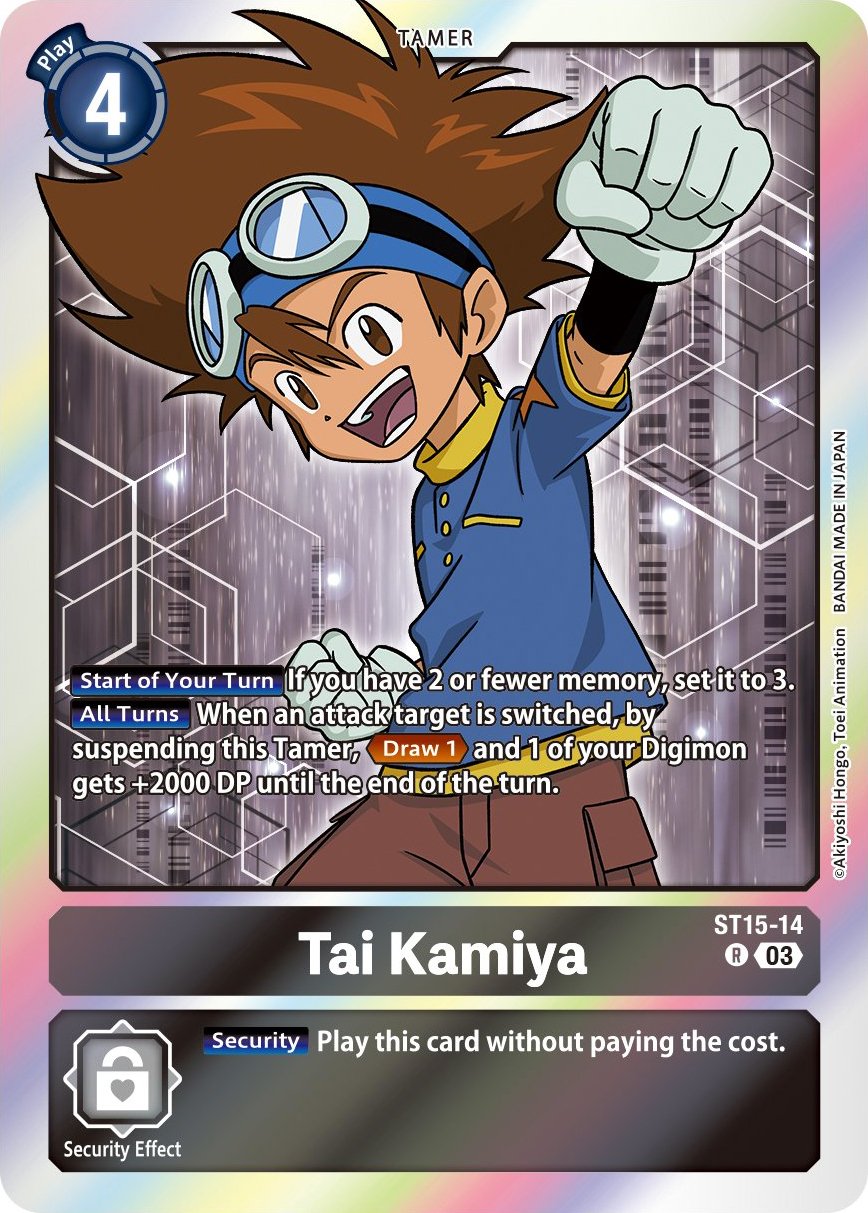 TAMER
Play
4
Start of Your Turn If you have 2 or fewer memory, set it to 3.
All Turns When an attack target is switched, by
suspending this Tamer, Draw 1 and 1 of your Digimon
gets +2000 DP until the end of the turn.
©Akiyoshi Hongo, Toei Animation BANDAI MADE IN JAPAN
ST15-14
Tai Kamiya
R 03
Security Play this card without paying the cost.
Security Effect